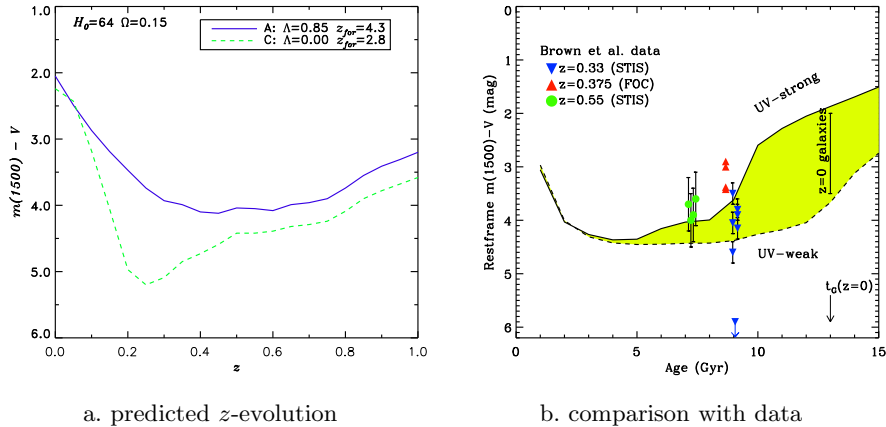 H₀=64 Ω=0.15
A: Λ=0.85 z_for=4.3
C: Λ=0.00 z_for=2.8
1.0
2.0
3.0
4.0
5.0
6.0
m(1500) - V
0.0 0.2 0.4 0.6 0.8 1.0
z
a. predicted z-evolution
Brown et al. data
z=0.33 (STIS)
z=0.375 (FOC)
z=0.55 (STIS)
UV-strong
z=0 galaxies
UV-weak
t_G(z=0)
0
1
2
3
4
5
6
Restframe m(1500)-V (mag)
0 5 10 15
Age (Gyr)
b. comparison with data